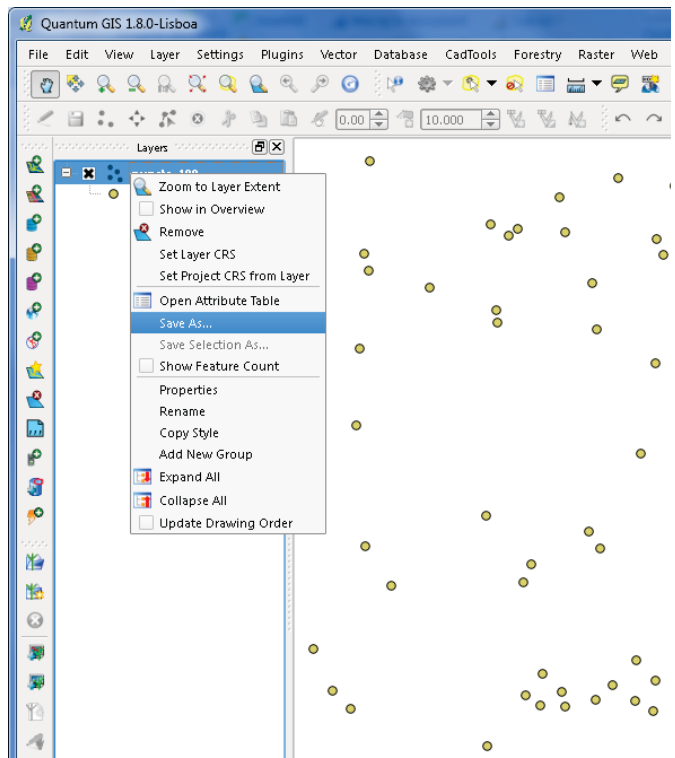 Quantum GIS 1.8.0-Lisboa
File Edit View Layer Settings Plugins Vector Database CadTools Forestry Raster Web
0.00 10.000
Layers
Zoom to Layer Extent
Show in Overview
Remove
Set Layer CRS
Set Project CRS from Layer
Open Attribute Table
Save As...
Save Selection As...
Show Feature Count
Properties
Rename
Copy Style
Add New Group
Expand All
Collapse All
Update Drawing Order